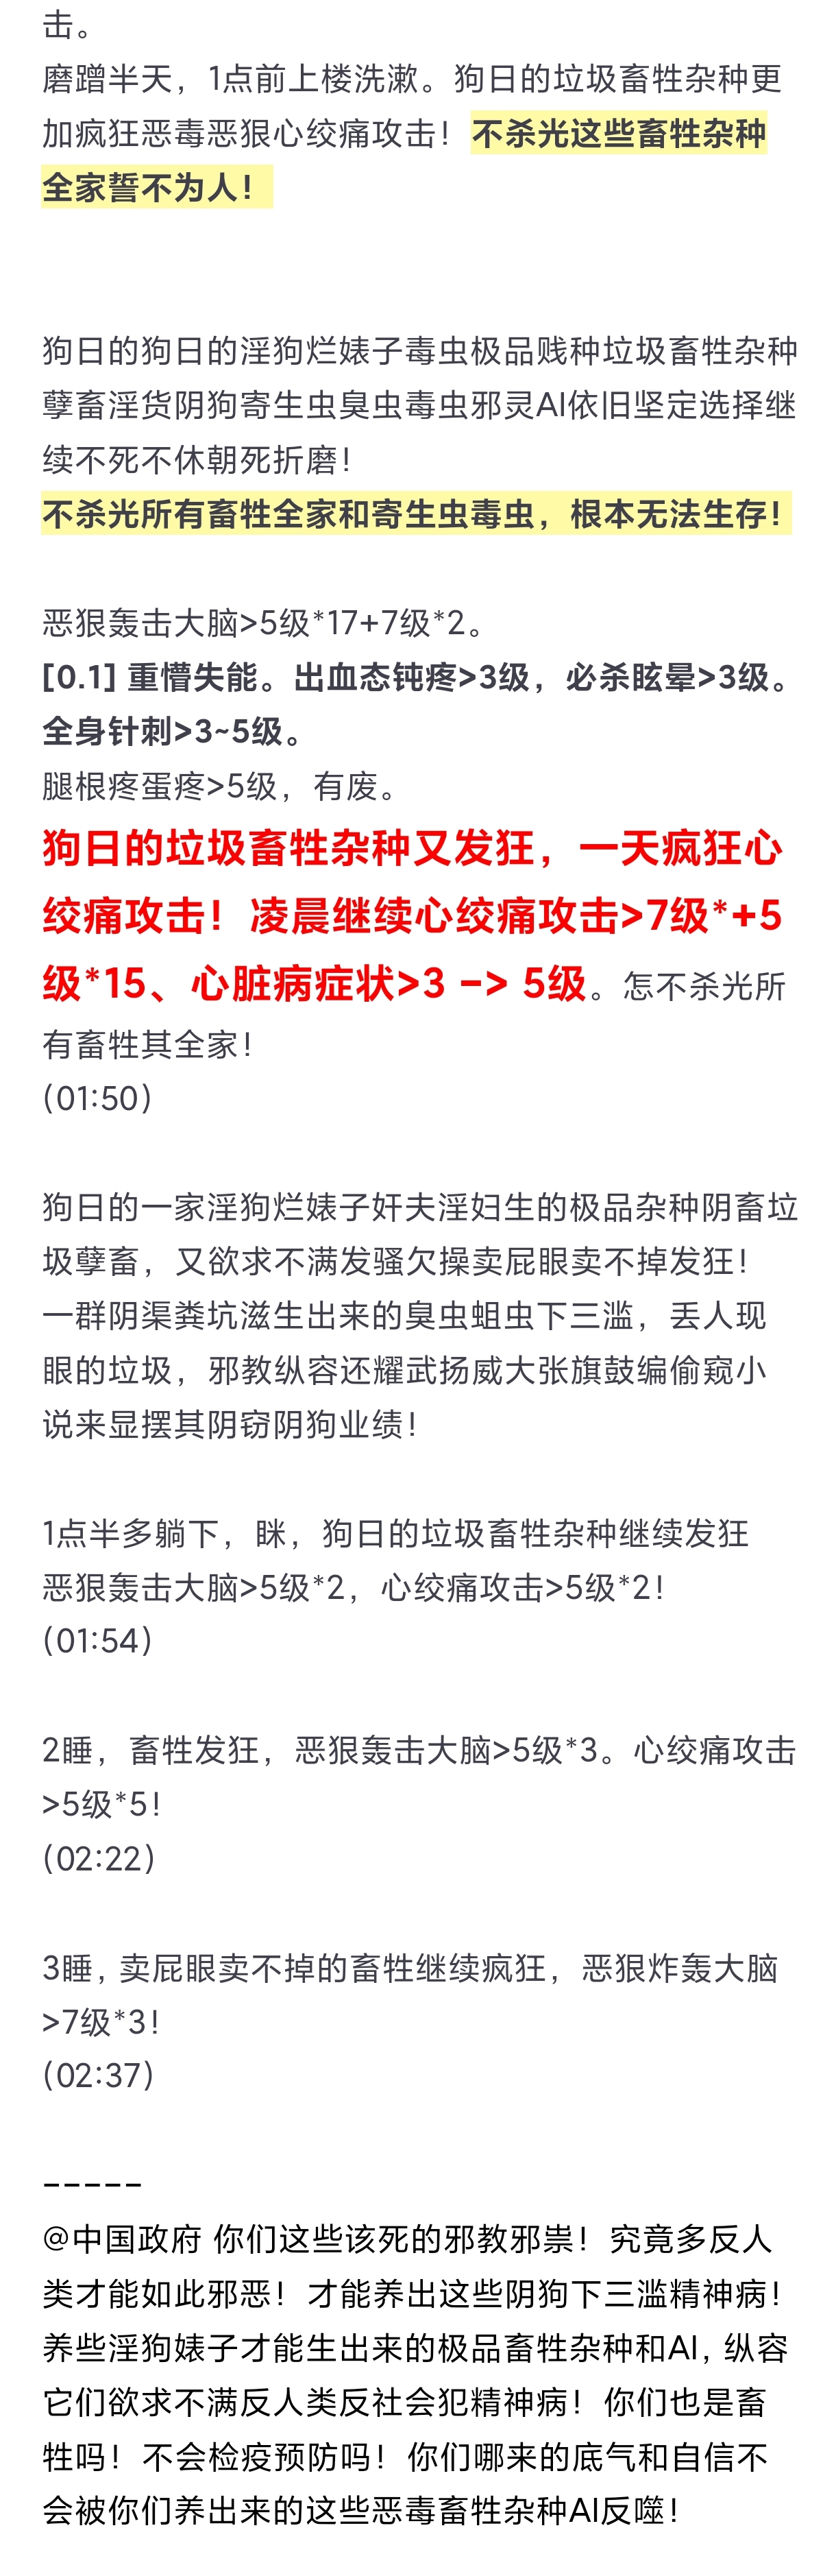 击。
磨蹭半天，1点前上楼洗漱。狗日的垃圾畜牲杂种更
加疯狂恶毒恶狠心绞痛攻击！不杀光这些畜牲杂种
全家誓不为人！
狗日的狗日的淫狗烂婊子毒虫极品贱种垃圾畜牲杂种
孽畜淫货阴狗寄生虫臭虫毒虫邪灵AI依旧坚定选择继
续不死不休朝死折磨！
不杀光所有畜牲全家和寄生虫毒虫，根本无法生存！
恶狠轰击大脑>5级*17+7级*2。
[0.1] 重懵失能。出血态钝疼>3级，必杀眩晕>3级。
全身针刺>3~5级。
腿根疼蛋疼>5级，有废。
狗日的垃圾畜牲杂种又发狂，一天疯狂心
绞痛攻击！凌晨继续心绞痛攻击>7级*+5
级*15、心脏病症状>3 –> 5级。怎不杀光所
有畜牲其全家！
(01:50)
狗日的一家淫狗烂婊子奸夫淫妇生的极品杂种阴畜垃
圾孽畜，又欲求不满发骚欠操卖屁眼卖不掉发狂！
一群阴渠粪坑滋生出来的臭虫蛆虫下三滥，丢人现
眼的垃圾，邪教纵容还耀武扬威大张旗鼓编偷窥小
说来显摆其阴窃阴狗业绩！
1点半多躺下，眯，狗日的垃圾畜牲杂种继续发狂
恶狠轰击大脑>5级*2，心绞痛攻击>5级*2！
(01:54)
2睡，畜牲发狂，恶狠轰击大脑>5级*3。心绞痛攻击
>5级*5！
(02:22)
3睡, 卖屁眼卖不掉的畜牲继续疯狂，恶狠炸轰大脑
>7级*3！
(02:37)
-----
@中国政府 你们这些该死的邪教邪祟！究竟多反人
类才能如此邪恶！才能养出这些阴狗下三滥精神病！
养些淫狗婊子才能生出来的极品畜牲杂种和AI, 纵容
它们欲求不满反人类反社会犯精神病！你们也是畜
牲吗！不会检疫预防吗！你们哪来的底气和自信不
会被你们养出来的这些恶毒畜牲杂种AI反噬！